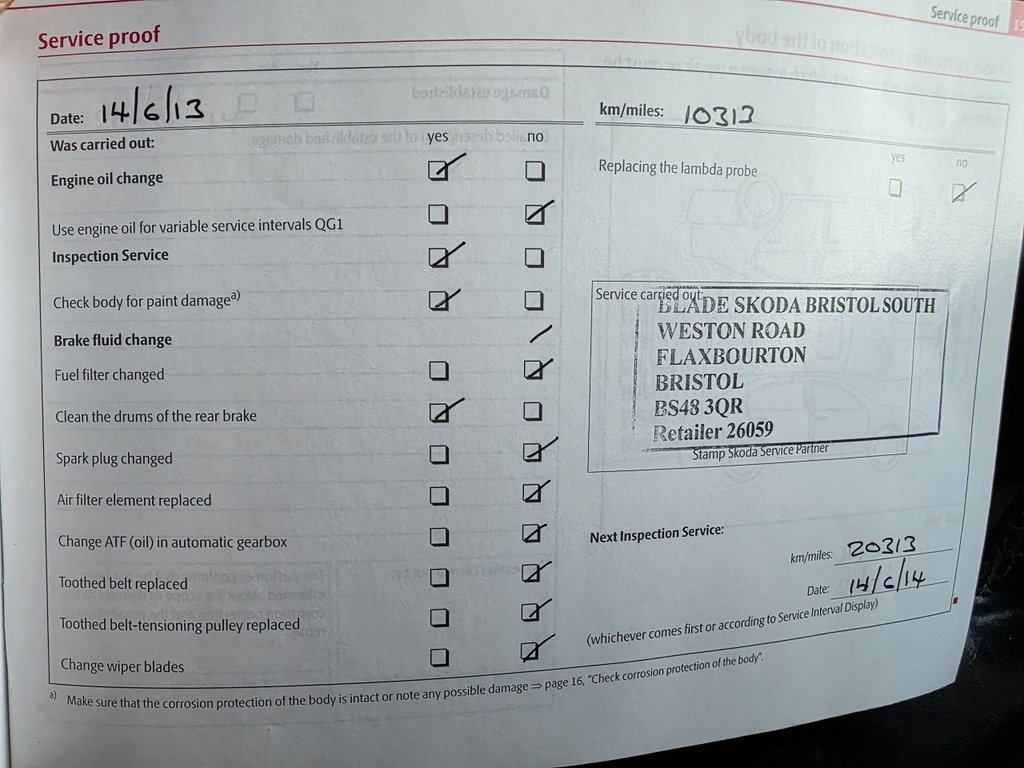 Service proof
Service proof
Date: 14/6/13
km/miles: 10313
Was carried out:
yes no
Engine oil change
Use engine oil for variable service intervals QG1
Inspection Service
Check body for paint damage a)
Brake fluid change
Fuel filter changed
Clean the drums of the rear brake
Spark plug changed
Air filter element replaced
Change ATF (oil) in automatic gearbox
Toothed belt replaced
Toothed belt-tensioning pulley replaced
Change wiper blades
yes no
Replacing the lambda probe
Service carried out:
BLADE SKODA BRISTOL SOUTH
WESTON ROAD
FLAXBOURTON
BRISTOL
BS48 3QR
Retailer 26059
Stamp Skoda Service Partner
Next Inspection Service:
km/miles: 20313
Date: 14/6/14
(whichever comes first or according to Service Interval Display)
a) Make sure that the corrosion protection of the body is intact or note any possible damage ⇒ page 16, "Check corrosion protection of the body".